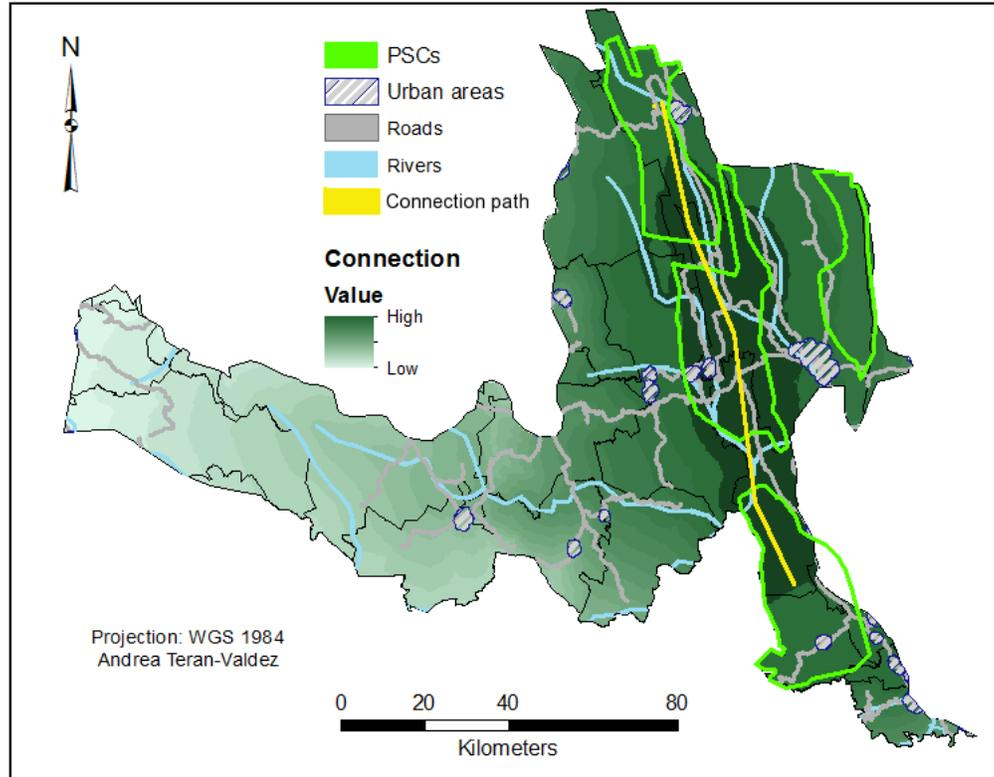 N
PSCs
Urban areas
Roads
Rivers
Connection path
Connection
Value
High
Low
Projection: WGS 1984
Andrea Teran-Valdez
0 20 40 80
Kilometers